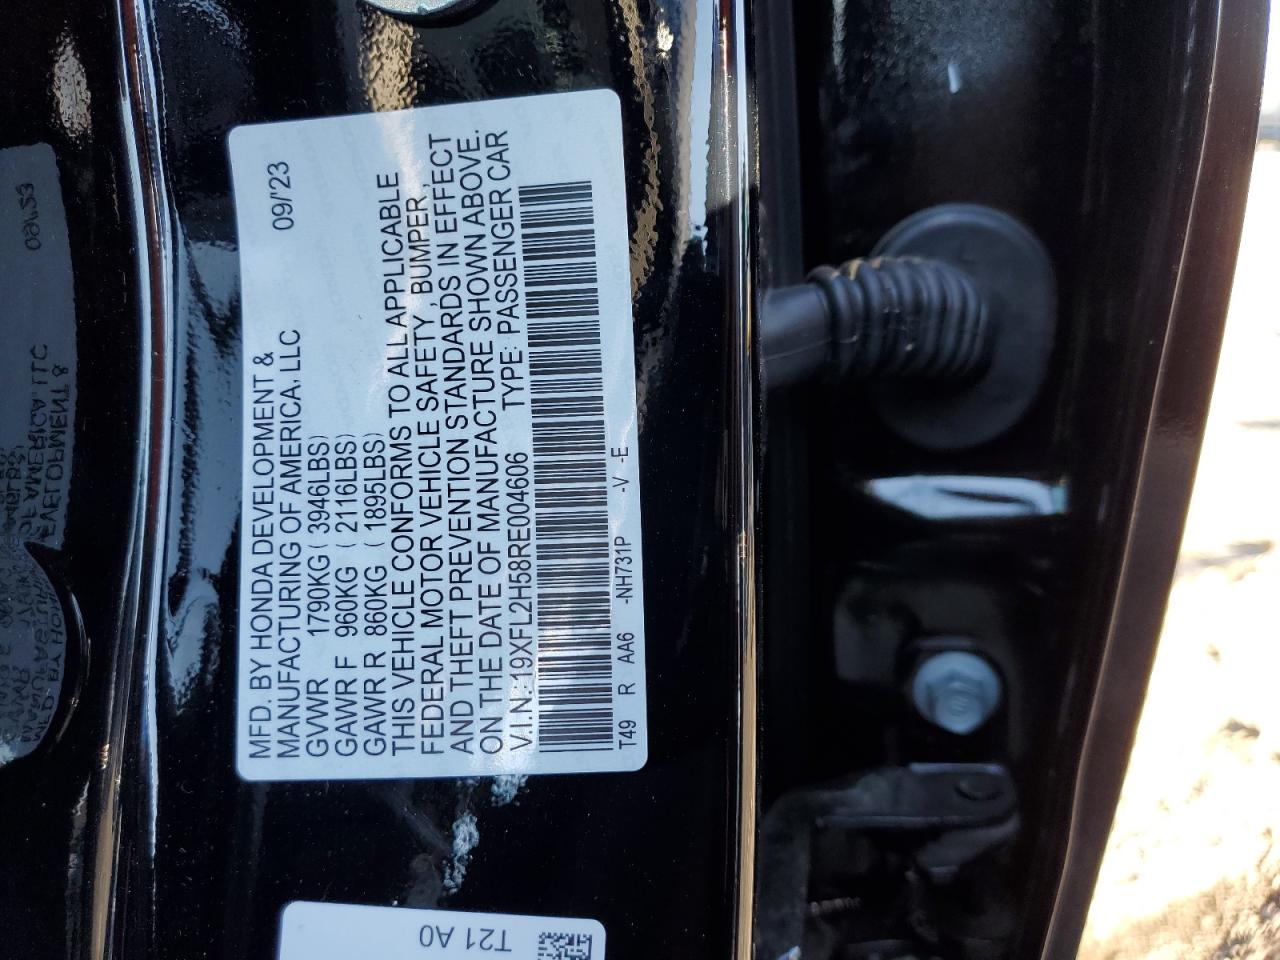 MFD. BY HONDA DEVELOPMENT & 09/'23
MANUFACTURING OF AMERICA, LLC
GVWR 1790KG ( 3946LBS)
GAWR F 960KG ( 2116LBS)
GAWR R 860KG ( 1895LBS)
THIS VEHICLE CONFORMS TO ALL APPLICABLE
FEDERAL MOTOR VEHICLE SAFETY, BUMPER,
AND THEFT PREVENTION STANDARDS IN EFFECT
ON THE DATE OF MANUFACTURE SHOWN ABOVE.
V.I.N.: 19XFL2H58RE004606 TYPE: PASSENGER CAR
T49 R AA6 -NH731P -V -E
T21 A0